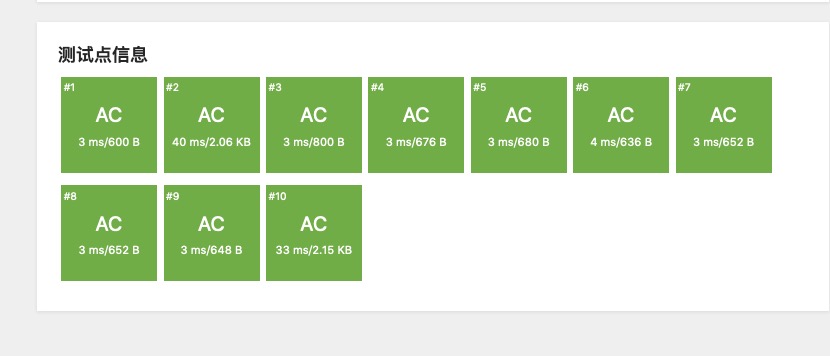 测试点信息
#1 #2 #3 #4 #5 #6 #7
AC AC AC AC AC AC AC
3 ms/600 B 40 ms/2.06 KB 3 ms/800 B 3 ms/676 B 3 ms/680 B 4 ms/636 B 3 ms/652 B
#8 #9 #10
AC AC AC
3 ms/652 B 3 ms/648 B 33 ms/2.15 KB